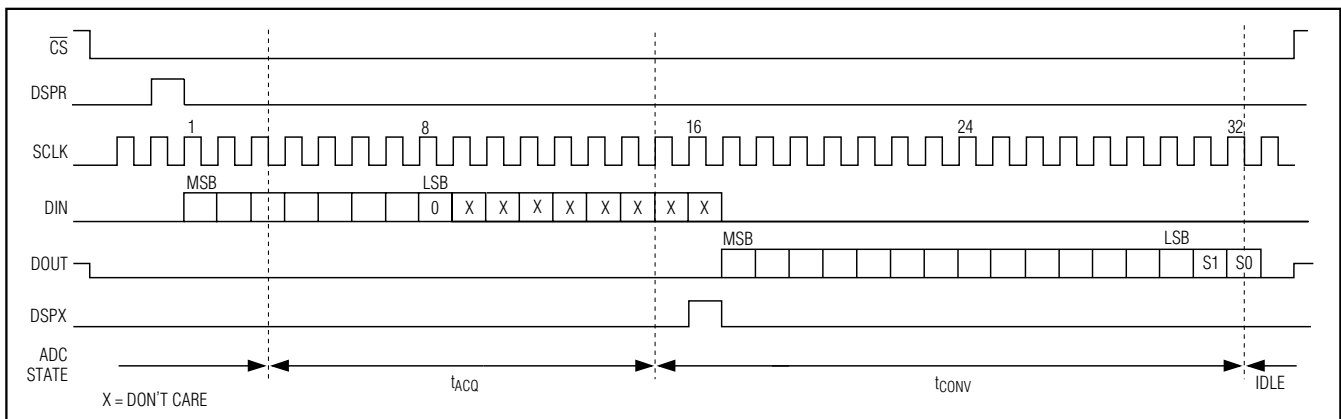 CS
DSPR
1 8 16 24 32
SCLK
MSB LSB
DIN 0 X X X X X X X X
MSB LSB
DOUT S1 S0
DSPX
ADC
STATE
tACQ tCONV IDLE
X = DON'T CARE